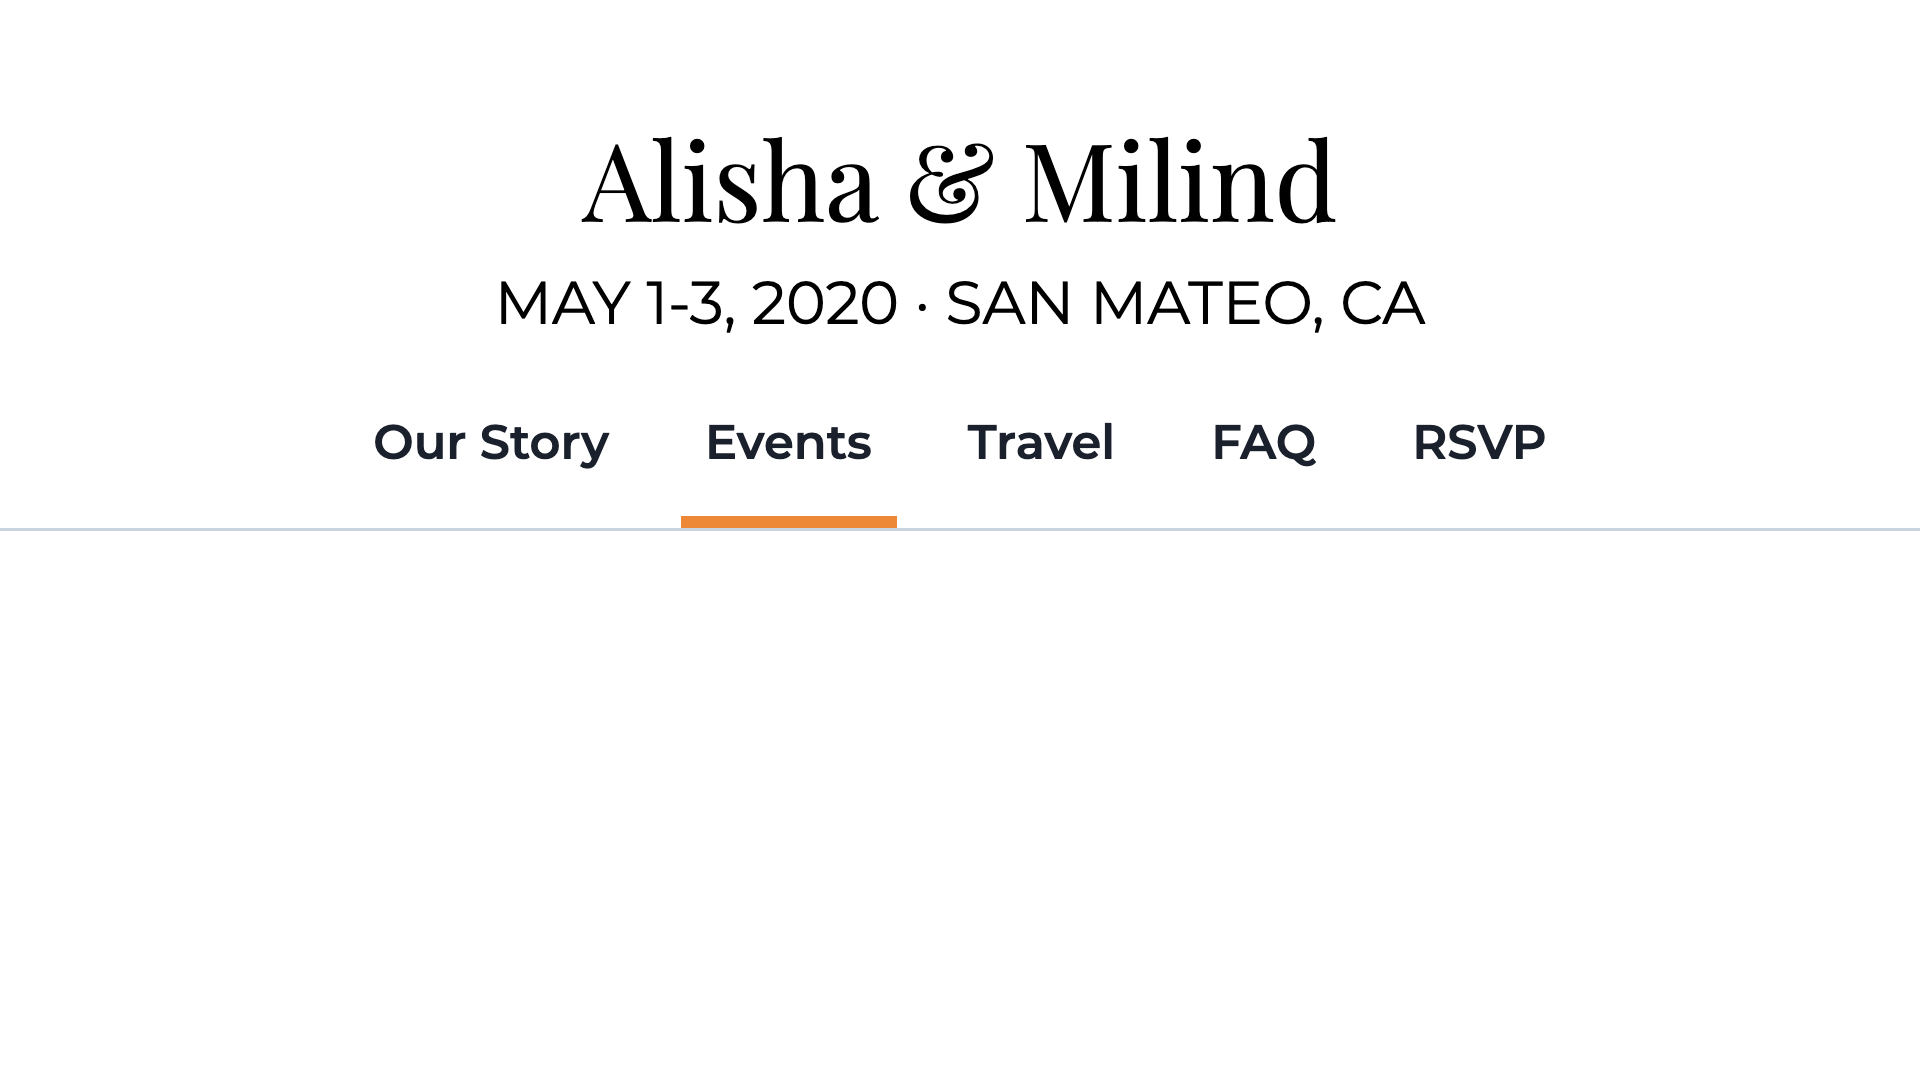 Alisha & Milind
MAY 1-3, 2020 · SAN MATEO, CA
Our Story Events Travel FAQ RSVP